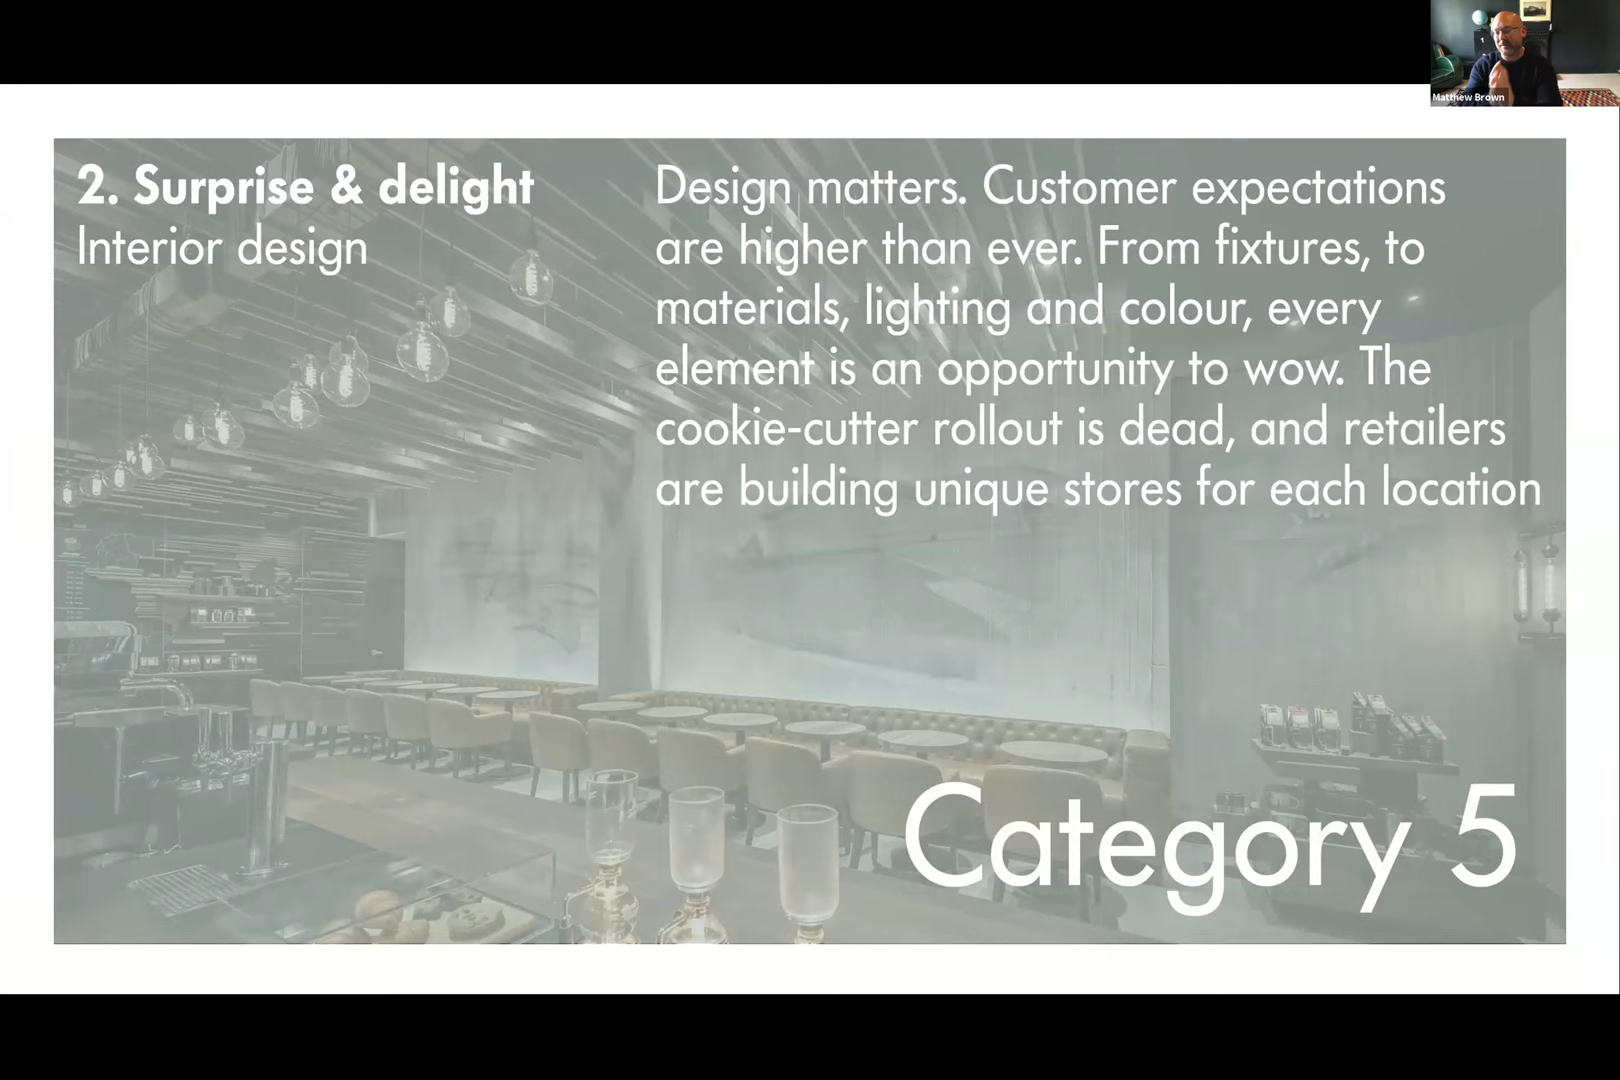 Matthew Brown
2. Surprise & delight
Interior design
Design matters. Customer expectations
are higher than ever. From fixtures, to
materials, lighting and colour, every
element is an opportunity to wow. The
cookie-cutter rollout is dead, and retailers
are building unique stores for each location
Category 5